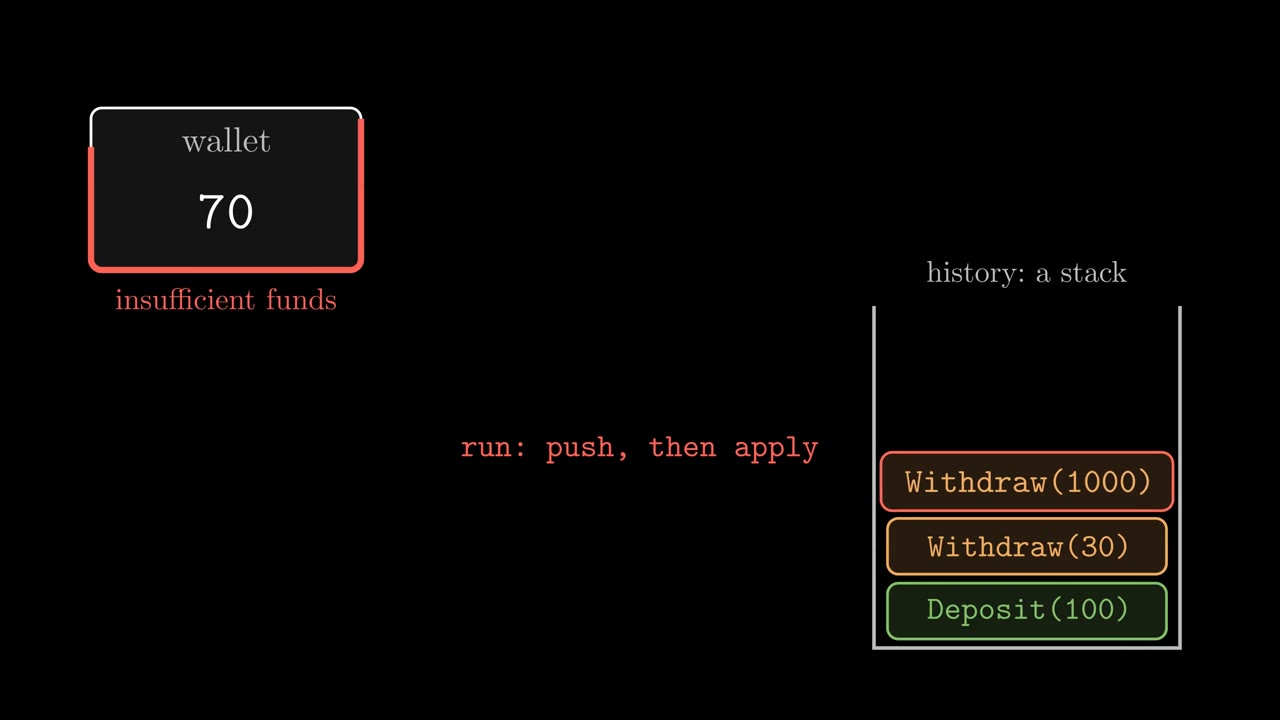 wallet
70
insufficient funds
history: a stack
run: push, then apply
Withdraw(1000)
Withdraw(30)
Deposit(100)